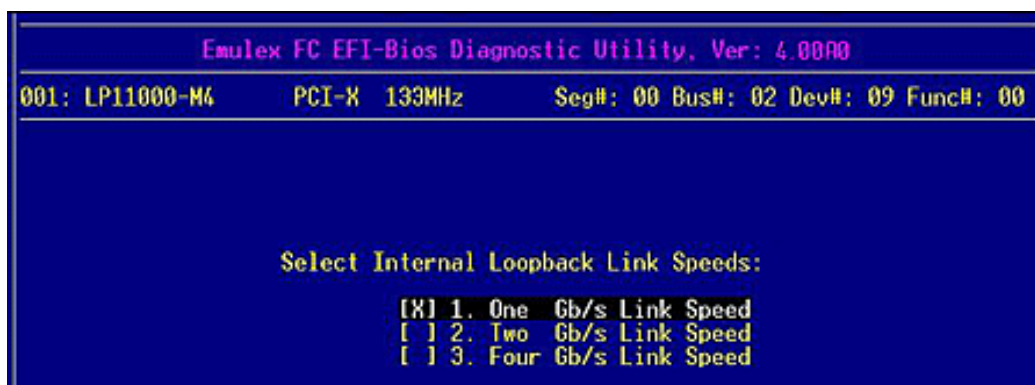 Emulex FC EFI-Bios Diagnostic Utility, Ver: 4.00A0
001: LP11000-M4 PCI-X 133MHz Seg#: 00 Bus#: 02 Dev#: 09 Func#: 00
Select Internal Loopback Link Speeds:
[X] 1. One Gb/s Link Speed
[ ] 2. Two Gb/s Link Speed
[ ] 3. Four Gb/s Link Speed